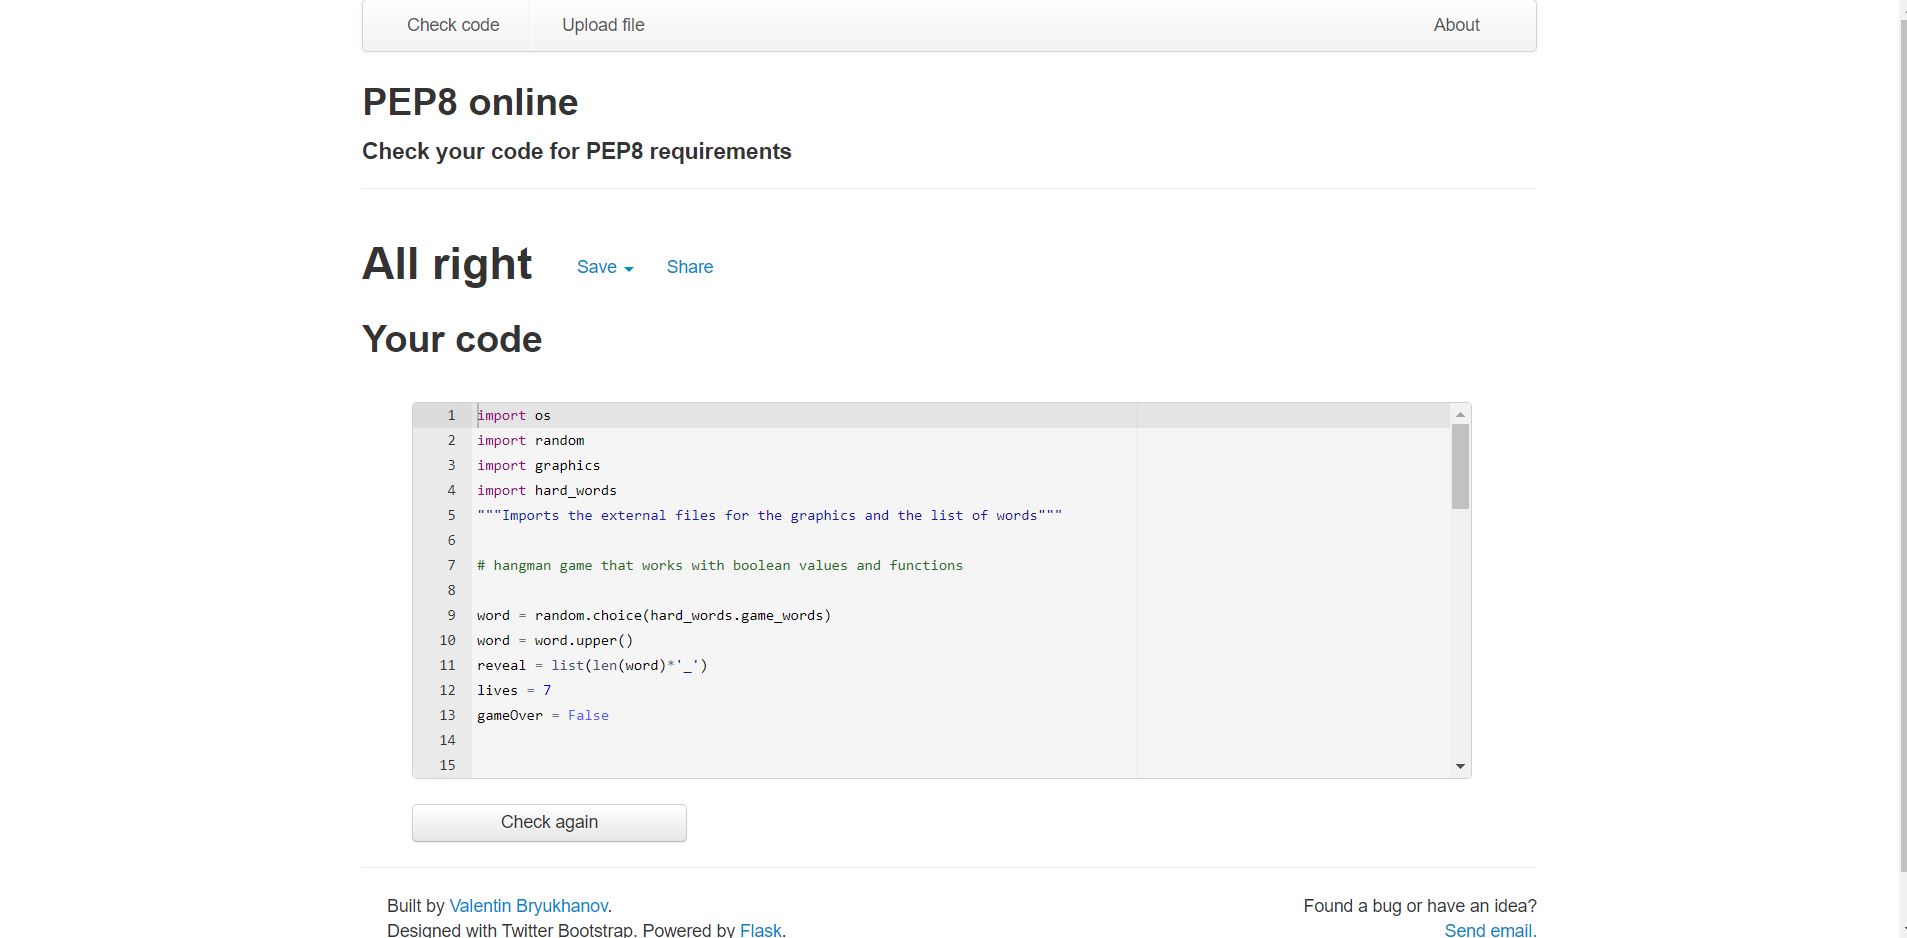 Check code Upload file About
PEP8 online
Check your code for PEP8 requirements
All right Save Share
Your code
1 import os
2 import random
3 import graphics
4 import hard_words
5 """Imports the external files for the graphics and the list of words"""
6
7 # hangman game that works with boolean values and functions
8
9 word = random.choice(hard_words.game_words)
10 word = word.upper()
11 reveal = list(len(word)*'_')
12 lives = 7
13 gameOver = False
14
15
Check again
Built by Valentin Bryukhanov. Found a bug or have an idea?
Designed with Twitter Bootstrap. Powered by Flask. Send email.